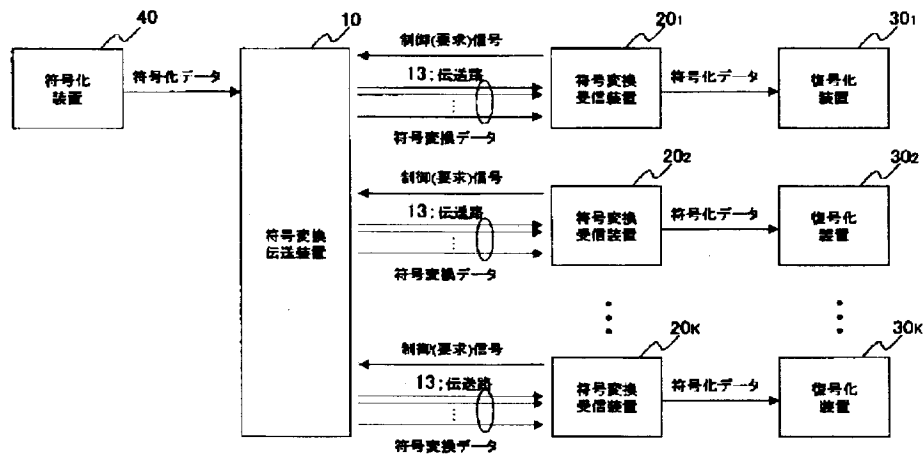 40
符号化
装置
符号化データ
10
符号変換
伝送装置
制御(要求)信号
13:伝送路
符号変換データ
20₁
符号変換
受信装置
符号化データ
30₁
復号化
装置
制御(要求)信号
13:伝送路
符号変換データ
20₂
符号変換
受信装置
符号化データ
30₂
復号化
装置
制御(要求)信号
13:伝送路
符号変換データ
20K
符号変換
受信装置
符号化データ
30K
復号化
装置